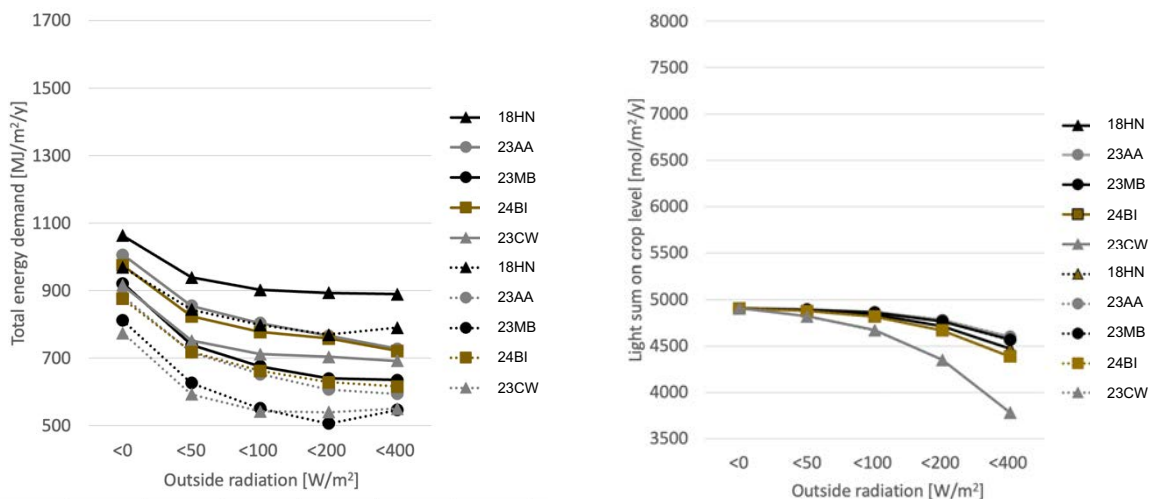 Total energy demand [MJ/m²/y]
1700
1500
1300
1100
900
700
500
<0
<50
<100
<200
<400
Outside radiation [W/m²]
18HN
23AA
23MB
24BI
23CW
18HN
23AA
23MB
24BI
23CW
Light sum on crop level [mol/m²/y]
8000
7500
7000
6500
6000
5500
5000
4500
4000
3500
<0
<50
<100
<200
<400
Outside radiation [W/m²]
18HN
23AA
23MB
24BI
23CW
18HN
23AA
23MB
24BI
23CW